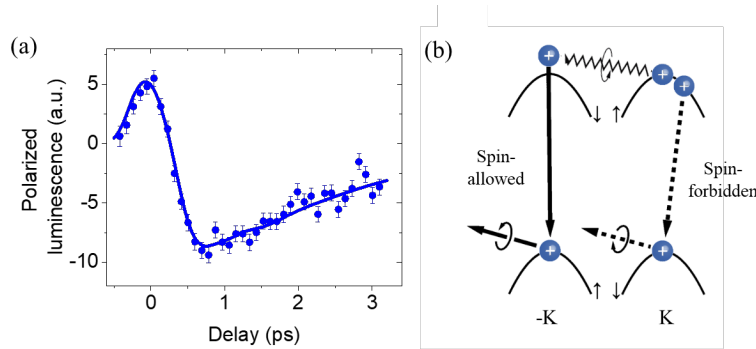 (a)
Polarized
luminescence (a.u.)
5
0
-5
-10
0
1
2
3
Delay (ps)
(b)
↓ ↑
Spin-
allowed
Spin-
forbidden
↑ ↓
-K
K